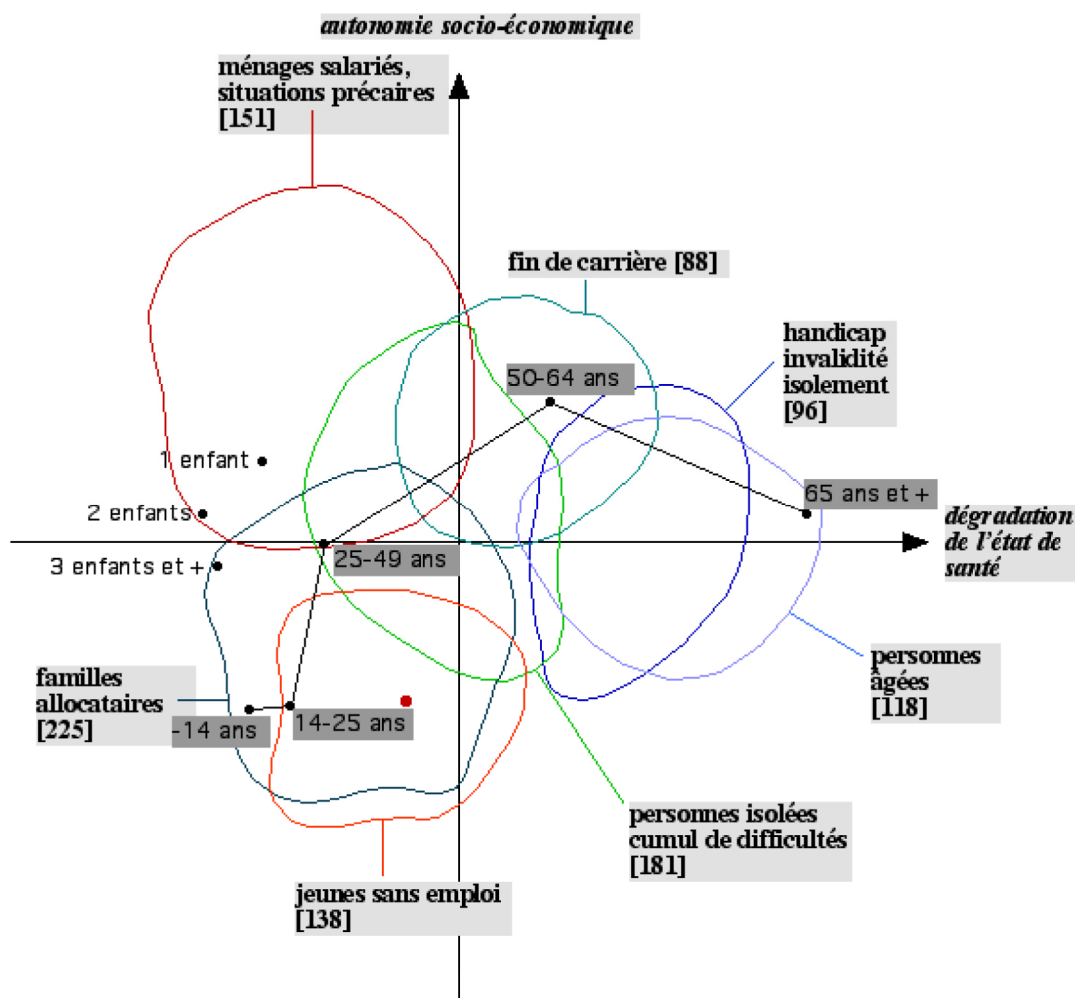 autonomie socio-économique
ménages salariés,
situations précaires
[151]
fin de carrière [88]
handicap
invalidité
isolement
[96]
50-64 ans
1 enfant
65 ans et +
2 enfants
dégradation
de l'état de
santé
25-49 ans
3 enfants et +
familles
allocataires
[225]
-14 ans
14-25 ans
personnes
âgées
[118]
personnes isolées
cumul de difficultés
[181]
jeunes sans emploi
[138]